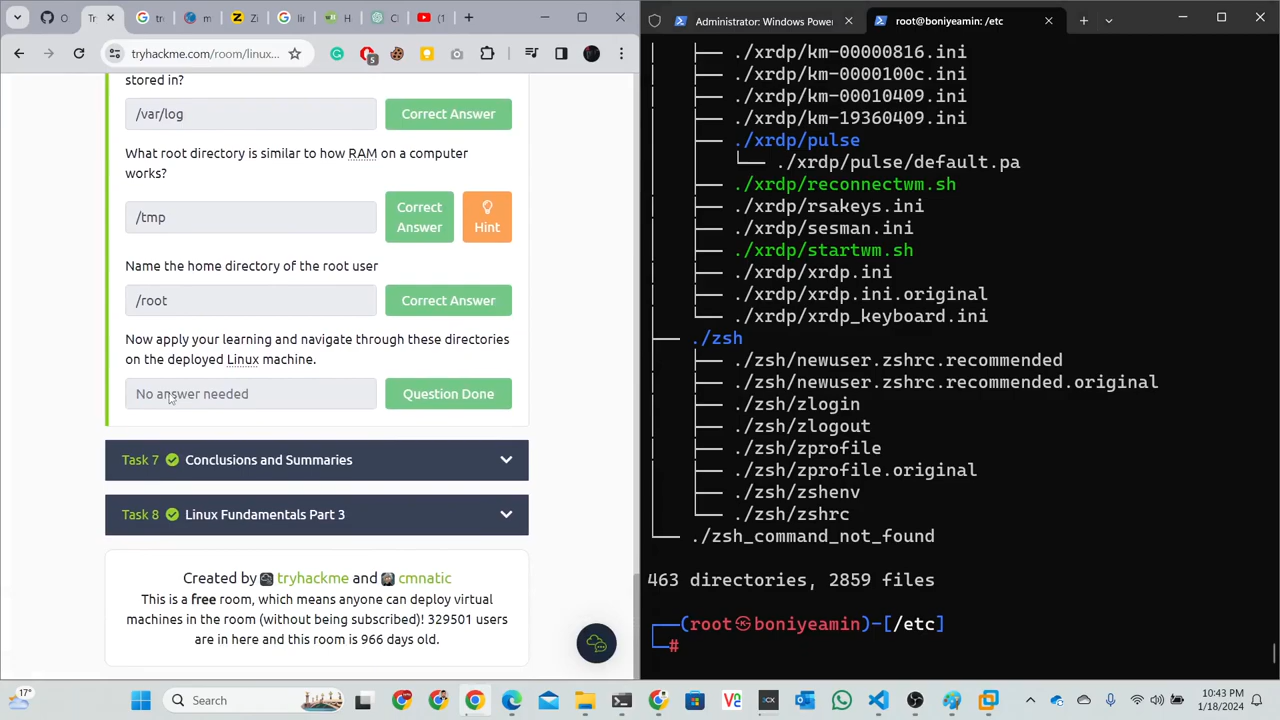 tr
M
Zi
lin
H
C
(1
tryhackme.com/room/linux...
5
stored in?
/var/log
Correct Answer
What root directory is similar to how RAM on a computer
works?
/tmp
Correct
Answer
Hint
Name the home directory of the root user
/root
Correct Answer
Now apply your learning and navigate through these directories
on the deployed Linux machine.
No answer needed
Question Done
Task 7 Conclusions and Summaries
Task 8 Linux Fundamentals Part 3
Created by tryhackme and cmnatic
This is a free room, which means anyone can deploy virtual
machines in the room (without being subscribed)! 329501 users
are in here and this room is 966 days old.
Administrator: Windows Power
root@boniyeamin: /etc
./xrdp/km-00000816.ini
./xrdp/km-0000100c.ini
./xrdp/km-00010409.ini
./xrdp/km-19360409.ini
./xrdp/pulse
./xrdp/pulse/default.pa
./xrdp/reconnectwm.sh
./xrdp/rsakeys.ini
./xrdp/sesman.ini
./xrdp/startwm.sh
./xrdp/xrdp.ini
./xrdp/xrdp.ini.original
./xrdp/xrdp_keyboard.ini
./zsh
./zsh/newuser.zshrc.recommended
./zsh/newuser.zshrc.recommended.original
./zsh/zlogin
./zsh/zlogout
./zsh/zprofile
./zsh/zprofile.original
./zsh/zshenv
./zsh/zshrc
./zsh_command_not_found
463 directories, 2859 files
(root㉿boniyeamin)-[/etc]
#
17°
Search
10:43 PM
1/18/2024